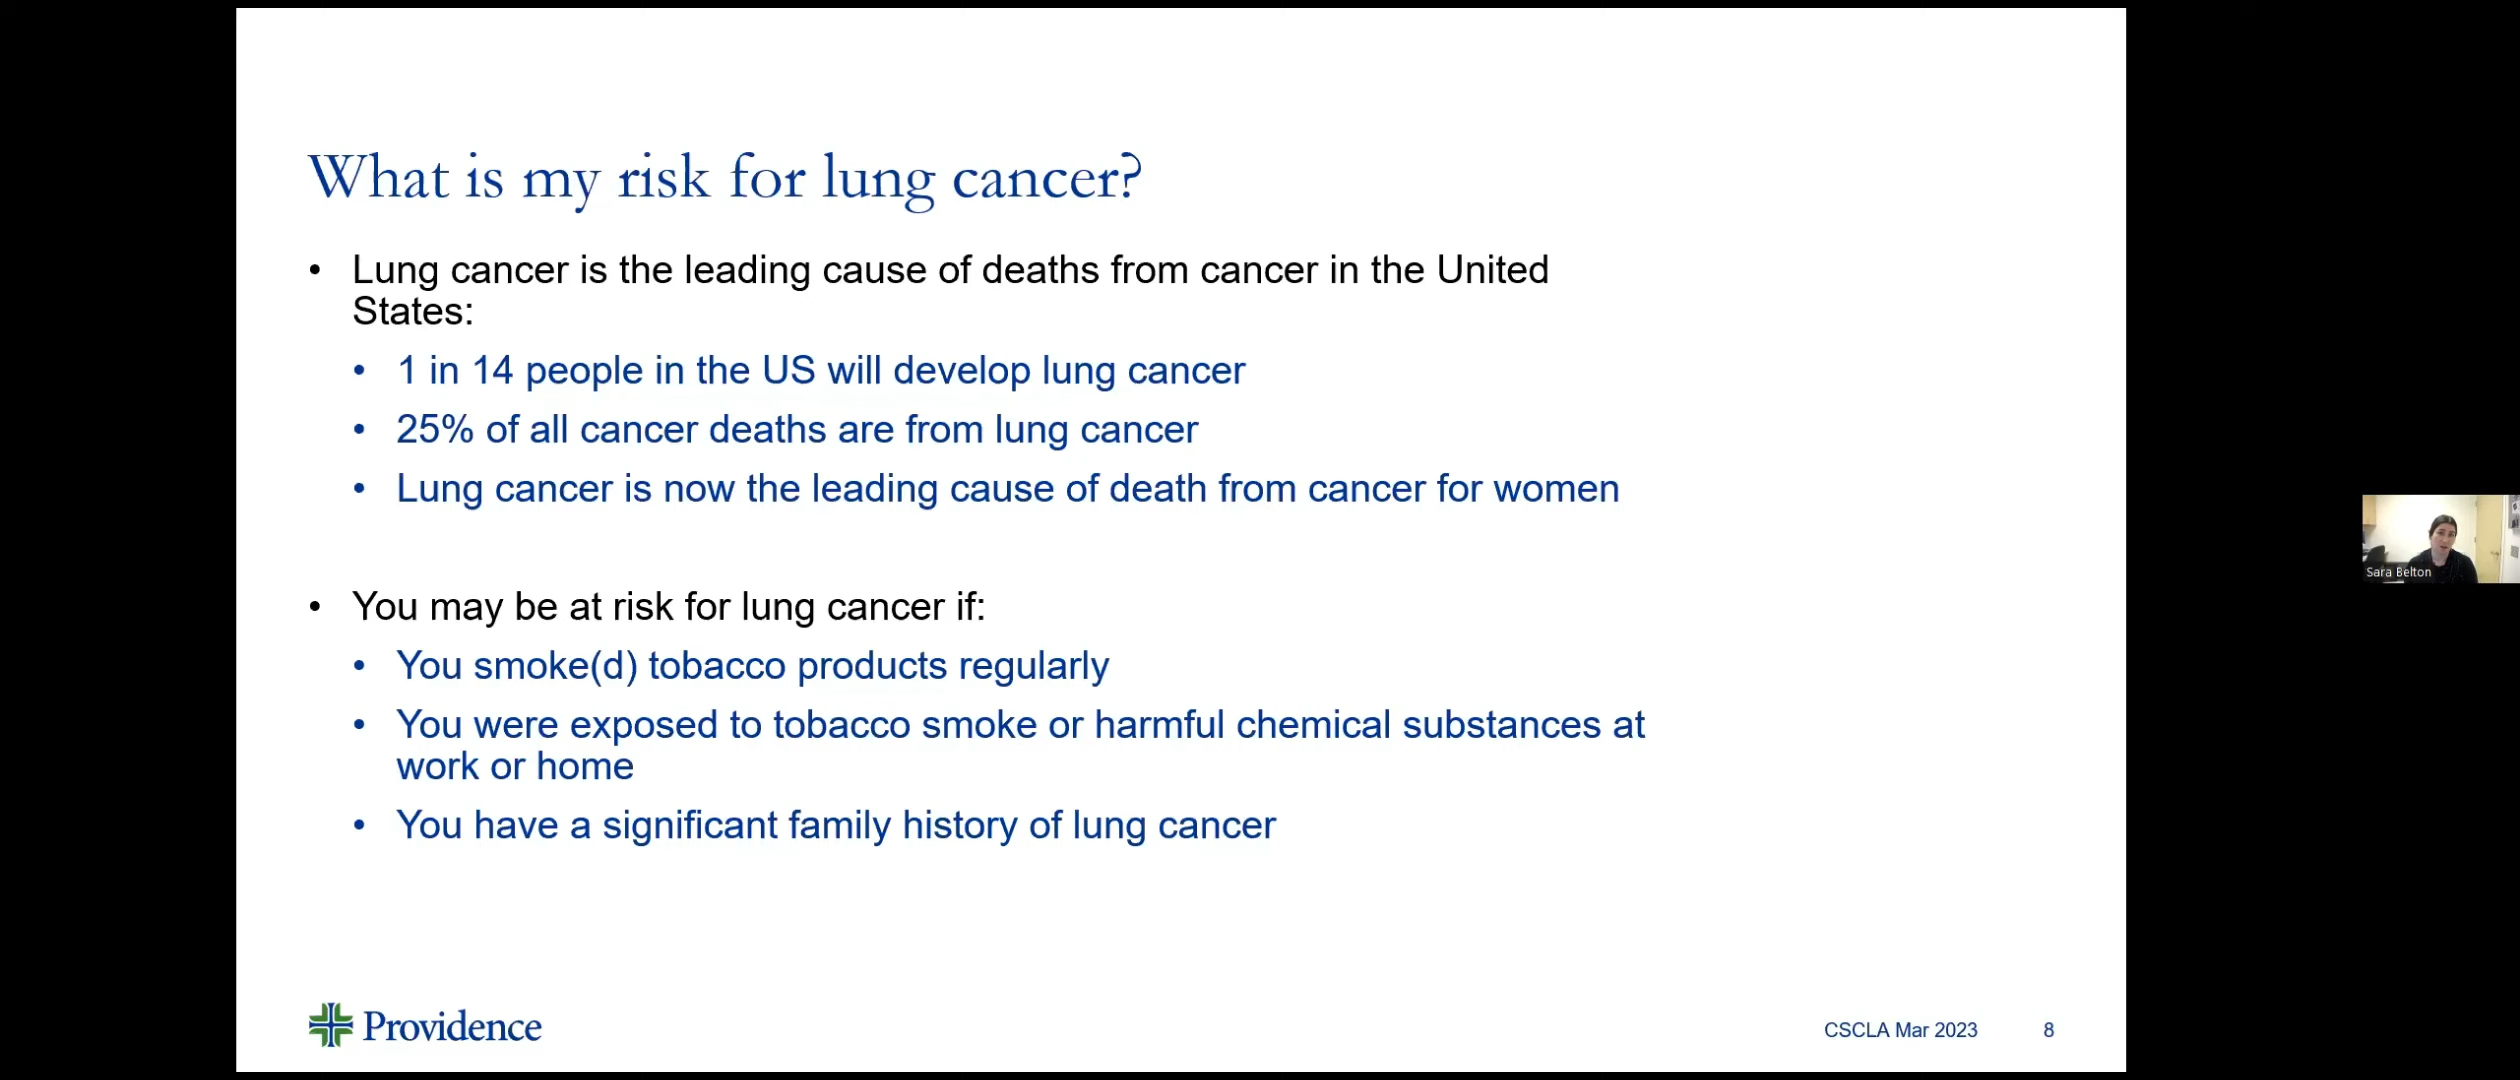 What is my risk for lung cancer?
• Lung cancer is the leading cause of deaths from cancer in the United
States:
• 1 in 14 people in the US will develop lung cancer
• 25% of all cancer deaths are from lung cancer
• Lung cancer is now the leading cause of death from cancer for women
• You may be at risk for lung cancer if:
• You smoke(d) tobacco products regularly
• You were exposed to tobacco smoke or harmful chemical substances at
work or home
• You have a significant family history of lung cancer
Providence
CSCLA Mar 2023 8
Sara Belton